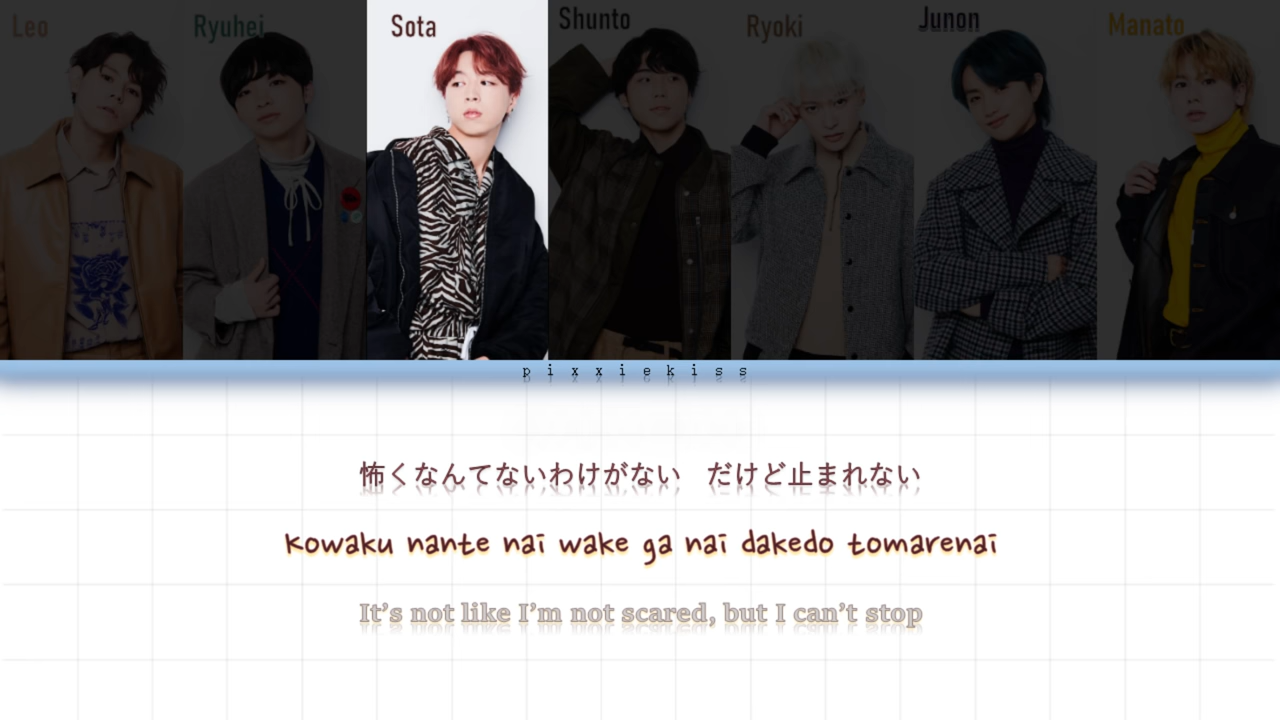 Leo Ryuhei Sota Shunto Ryoki Junon Manato
pixxiekiss
怖くなんてないわけがない だけど止まれない
kowaku nante nai wake ga nai dakedo tomarenai
It's not like I'm not scared, but I can't stop